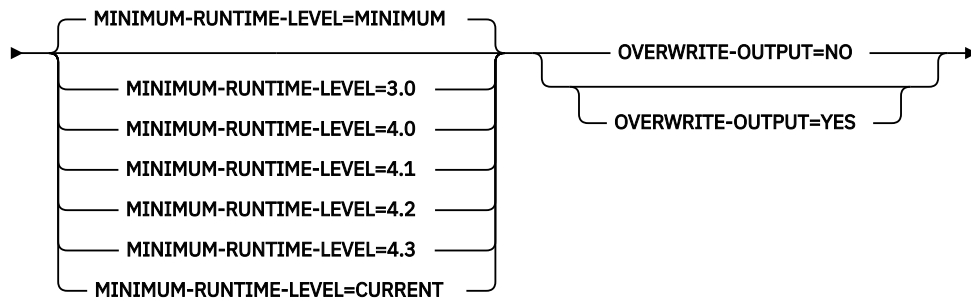 MINIMUM-RUNTIME-LEVEL=MINIMUM
OVERWRITE-OUTPUT=NO
MINIMUM-RUNTIME-LEVEL=3.0
OVERWRITE-OUTPUT=YES
MINIMUM-RUNTIME-LEVEL=4.0
MINIMUM-RUNTIME-LEVEL=4.1
MINIMUM-RUNTIME-LEVEL=4.2
MINIMUM-RUNTIME-LEVEL=4.3
MINIMUM-RUNTIME-LEVEL=CURRENT